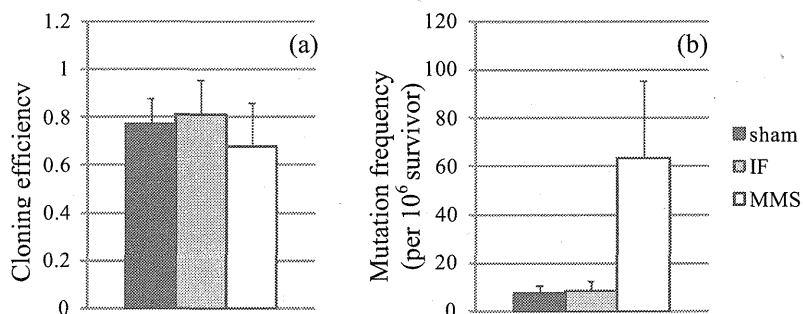 1.2
1
0.8
0.6
0.4
0.2
0
Cloning efficiency
(a)
120
100
80
60
40
20
0
Mutation frequency
(per 10⁶ survivor)
(b)
sham
IF
MMS